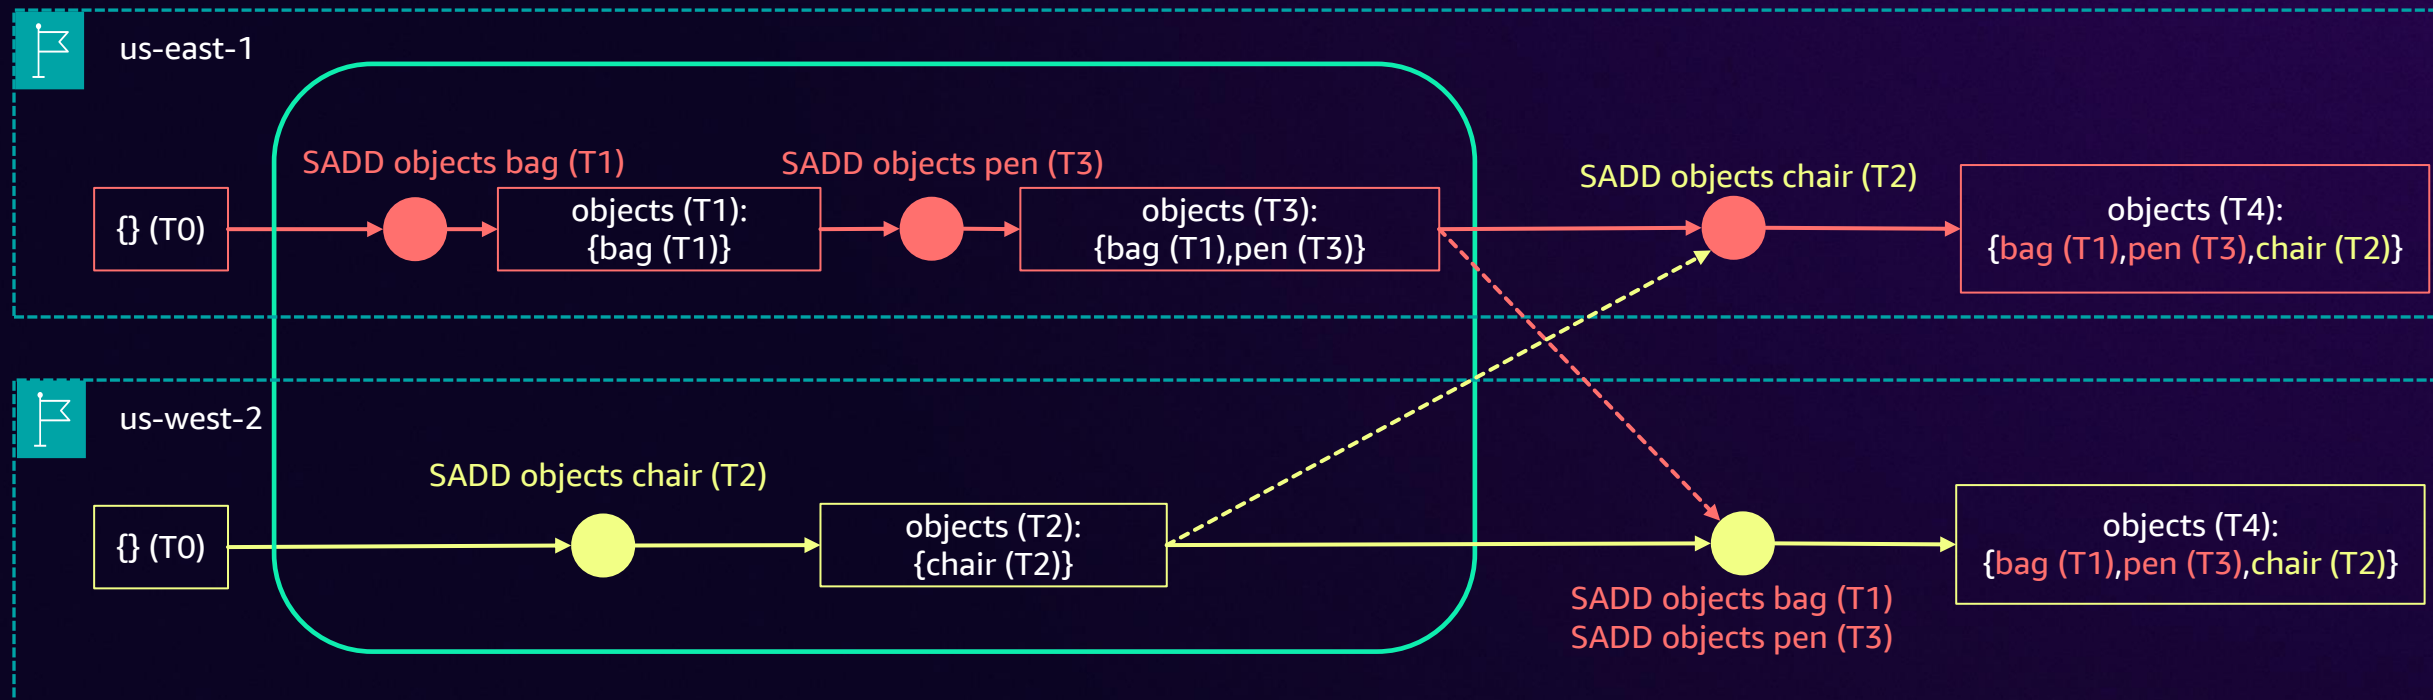 us-east-1
SADD objects bag (T1)
SADD objects pen (T3)
SADD objects chair (T2)
{} (T0)
objects (T1):
{bag (T1)}
objects (T3):
{bag (T1),pen (T3)}
objects (T4):
{bag (T1),pen (T3),chair (T2)}
us-west-2
SADD objects chair (T2)
{} (T0)
objects (T2):
{chair (T2)}
objects (T4):
{bag (T1),pen (T3),chair (T2)}
SADD objects bag (T1)
SADD objects pen (T3)